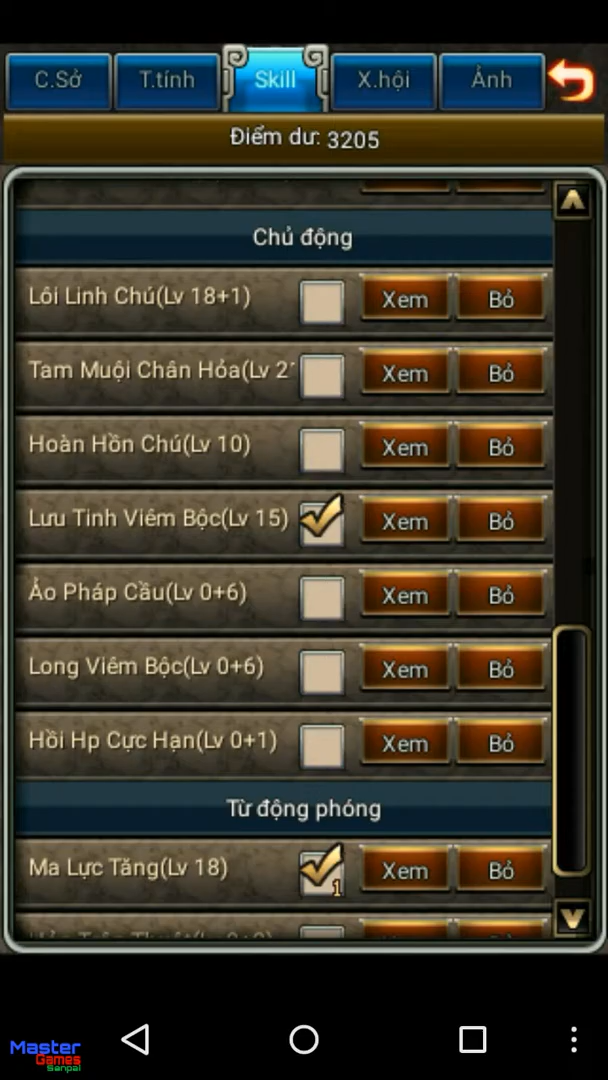 C.Sở T.tính Skill X.hội Ảnh
Điểm dư: 3205
Chủ động
Lôi Linh Chú(Lv 18+1) Xem Bỏ
Tam Muội Chân Hỏa(Lv 2 Xem Bỏ
Hoàn Hồn Chú(Lv 10) Xem Bỏ
Lưu Tinh Viêm Bộc(Lv 15) Xem Bỏ
Ảo Pháp Cầu(Lv 0+6) Xem Bỏ
Long Viêm Bộc(Lv 0+6) Xem Bỏ
Hồi Hp Cực Hạn(Lv 0+1) Xem Bỏ
Từ động phóng
Ma Lực Tăng(Lv 18) 1 Xem Bỏ
Master
Games
Senpai